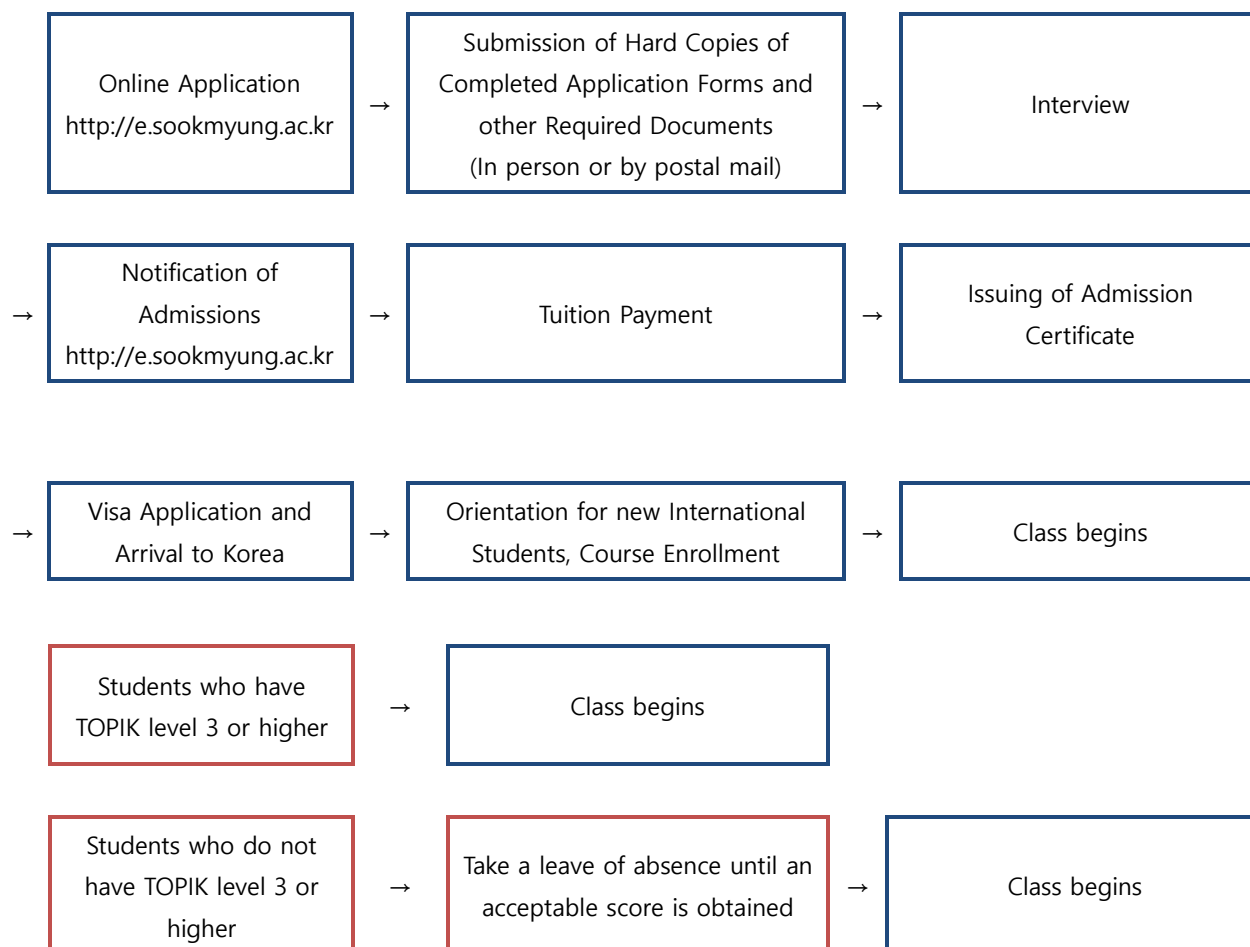 Online Application
http://e.sookmyung.ac.kr
→
Submission of Hard Copies of
Completed Application Forms and
other Required Documents
(In person or by postal mail)
→
Interview
→
Notification of
Admissions
http://e.sookmyung.ac.kr
→
Tuition Payment
→
Issuing of Admission
Certificate
→
Visa Application and
Arrival to Korea
→
Orientation for new International
Students, Course Enrollment
→
Class begins
Students who have
TOPIK level 3 or higher
→
Class begins
Students who do not
have TOPIK level 3 or
higher
→
Take a leave of absence until an
acceptable score is obtained
→
Class begins